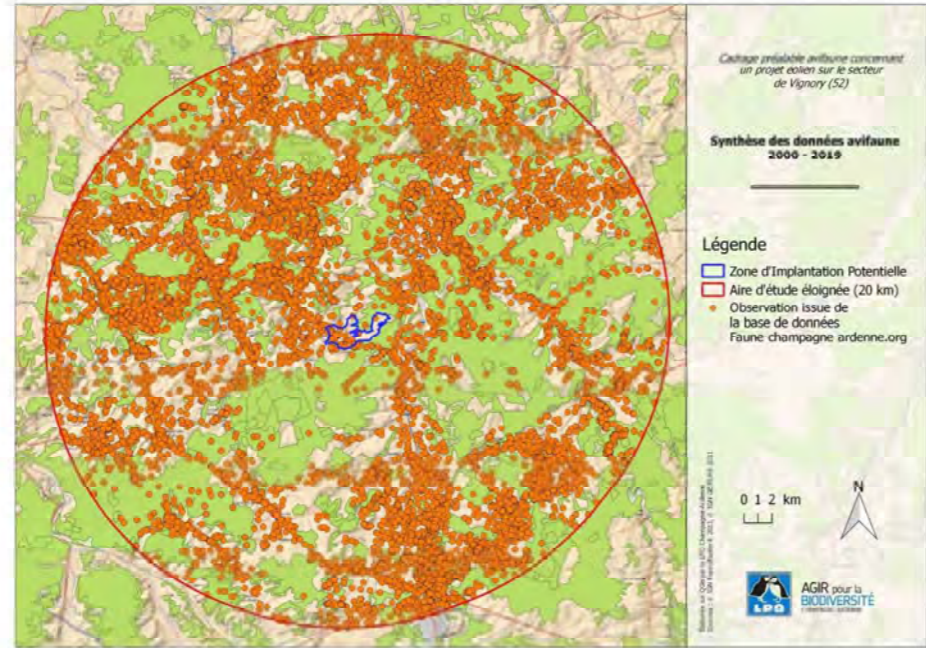 Cadrage préalable avifaune concernant
un projet eolien sur le secteur
de Vignory (52)
Synthèse des données avifaune
2000 - 2019
Légende
Zone d'Implantation Potentielle
Aire d'étude éloignée (20 km)
Observation issue de
la base de données
Faune champagne ardenne.org
0 1 2 km
N
LPO
AGIR pour la
BIODIVERSITÉ